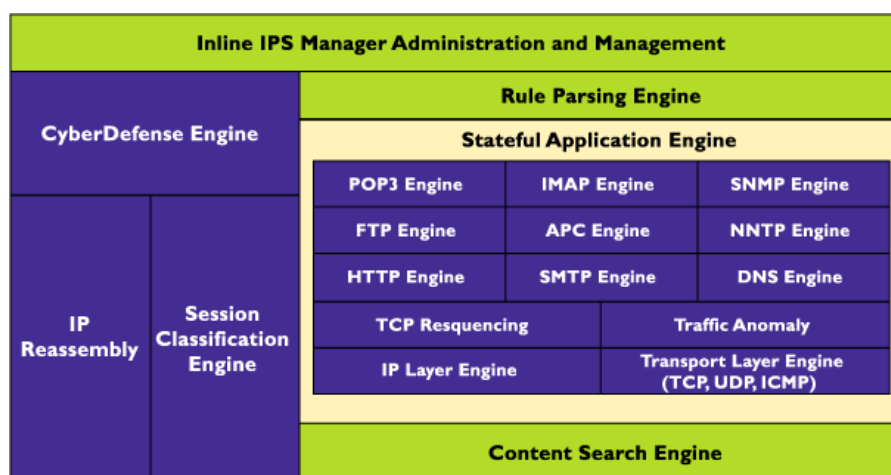 Inline IPS Manager Administration and Management
CyberDefense Engine
Rule Parsing Engine
Stateful Application Engine
POP3 Engine
IMAP Engine
SNMP Engine
FTP Engine
APC Engine
NNTP Engine
HTTP Engine
SMTP Engine
DNS Engine
IP
Reassembly
Session
Classification
Engine
TCP Resquencing
Traffic Anomaly
IP Layer Engine
Transport Layer Engine
(TCP, UDP, ICMP)
Content Search Engine